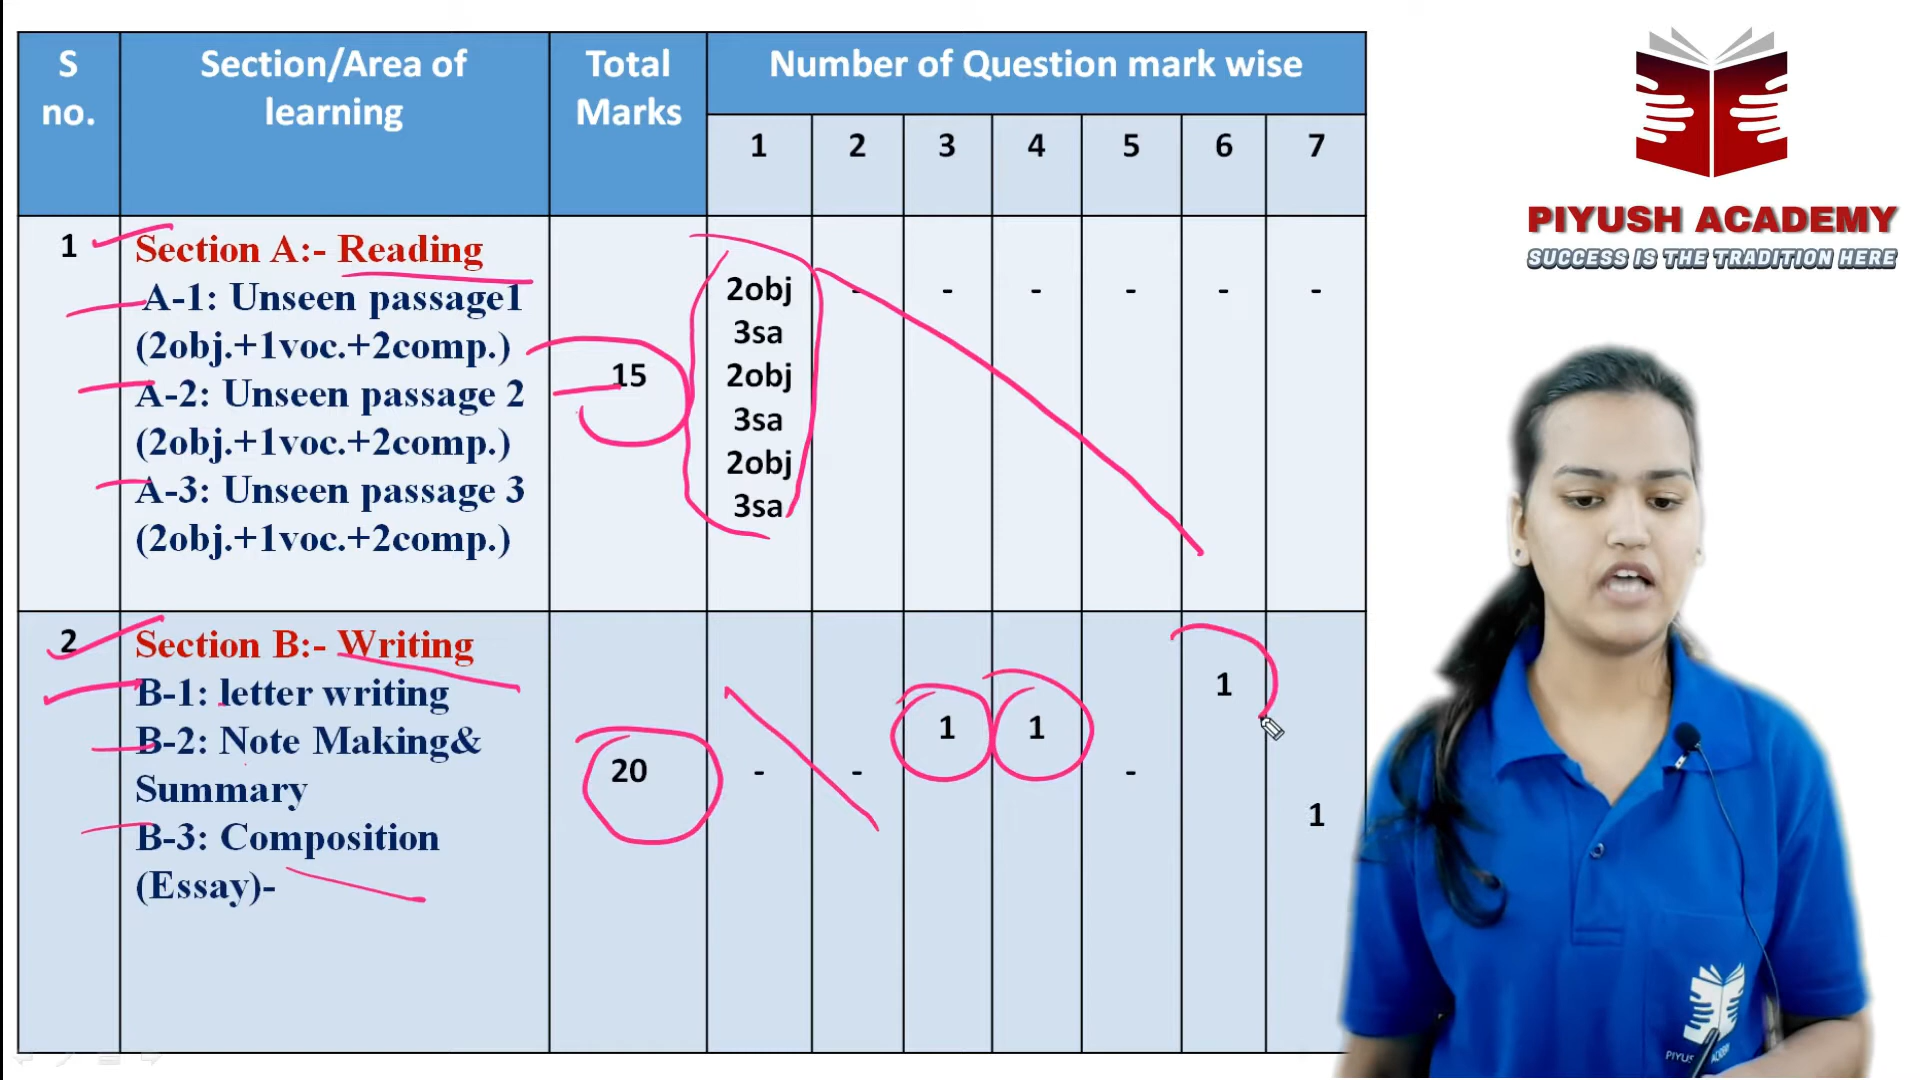 S no.
Section/Area of learning
Total Marks
Number of Question mark wise
1 2 3 4 5 6 7
1
Section A:- Reading
A-1: Unseen passage1
(2obj.+1voc.+2comp.)
A-2: Unseen passage 2
(2obj.+1voc.+2comp.)
A-3: Unseen passage 3
(2obj.+1voc.+2comp.)
15
2obj
3sa
2obj
3sa
2obj
3sa
- - - - - -
2
Section B:- Writing
B-1: letter writing
B-2: Note Making&
Summary
B-3: Composition
(Essay)-
20
- - 1 1 - 1 1
PIYUSH ACADEMY
SUCCESS IS THE TRADITION HERE